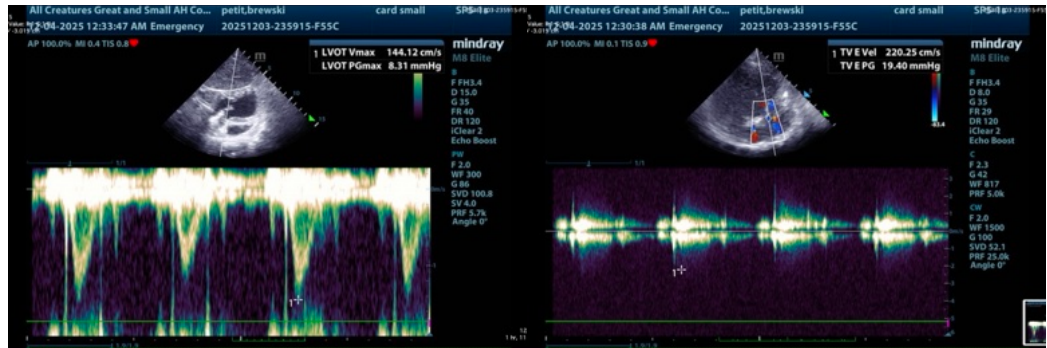 All Creatures Great and Small AH Co... petit,brewski card small
12-04-2025 12:33:47 AM Emergency 20251203-235915-F55C
AP 100.0% MI 0.4 TIS 0.8
1 LVOT Vmax 144.12 cm/s
LVOT PGmax 8.31 mmHg
mindray
M8 Elite
B
F FH3.4
D 15.0
G 35
FR 40
DR 120
iClear 2
Echo Boost
PW
F 2.0
WF 300
G 86
SVD 100.8
SV 4.0
PRF 5.7k
Angle 0°
1
All Creatures Great and Small AH Co... petit,brewski card small
12-04-2025 12:30:38 AM Emergency 20251203-235915-F55C
AP 100.0% MI 0.1 TIS 0.9
1 TV E Vel 220.25 cm/s
TV E PG 19.40 mmHg
mindray
M8 Elite
B
F FH3.4
D 8.0
G 35
FR 29
DR 120
iClear 2
Echo Boost
C
F 2.3
G 42
WF 817
PRF 5.0k
CW
F 2.0
WF 1500
G 100
SVD 52.1
PRF 25.0k
Angle 0°
1